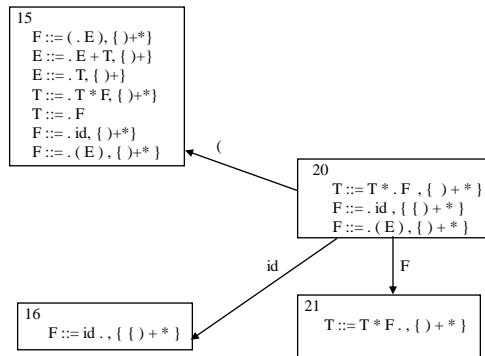 15
F ::= ( . E ), { )+*}
E ::= . E + T, { )+}
E ::= . T, { )+}
T ::= . T * F, { )+*}
T ::= . F
F ::= . id, { )+*}
F ::= . ( E ) , { )+* }
(
20
T ::= T * . F , { ) + * }
F ::= . id , { { ) + * }
F ::= . ( E ) , { ) + * }
id
F
16
F ::= id . , { { ) + * }
21
T ::= T * F . , { ) + * }